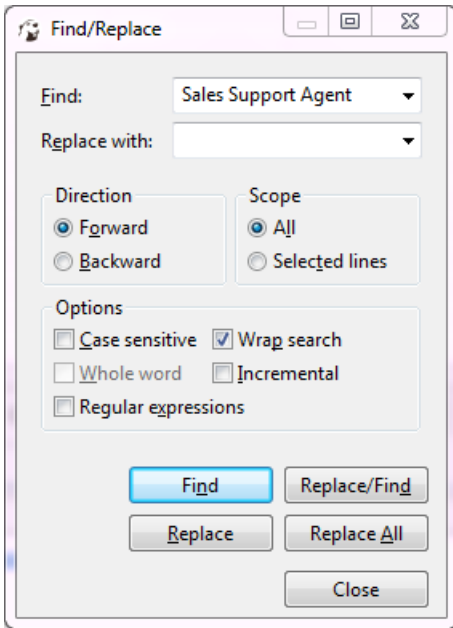 Find/Replace
Find: Sales Support Agent
Replace with:
Direction Scope
Forward All
Backward Selected lines
Options
Case sensitive Wrap search
Whole word Incremental
Regular expressions
Find Replace/Find
Replace Replace All
Close